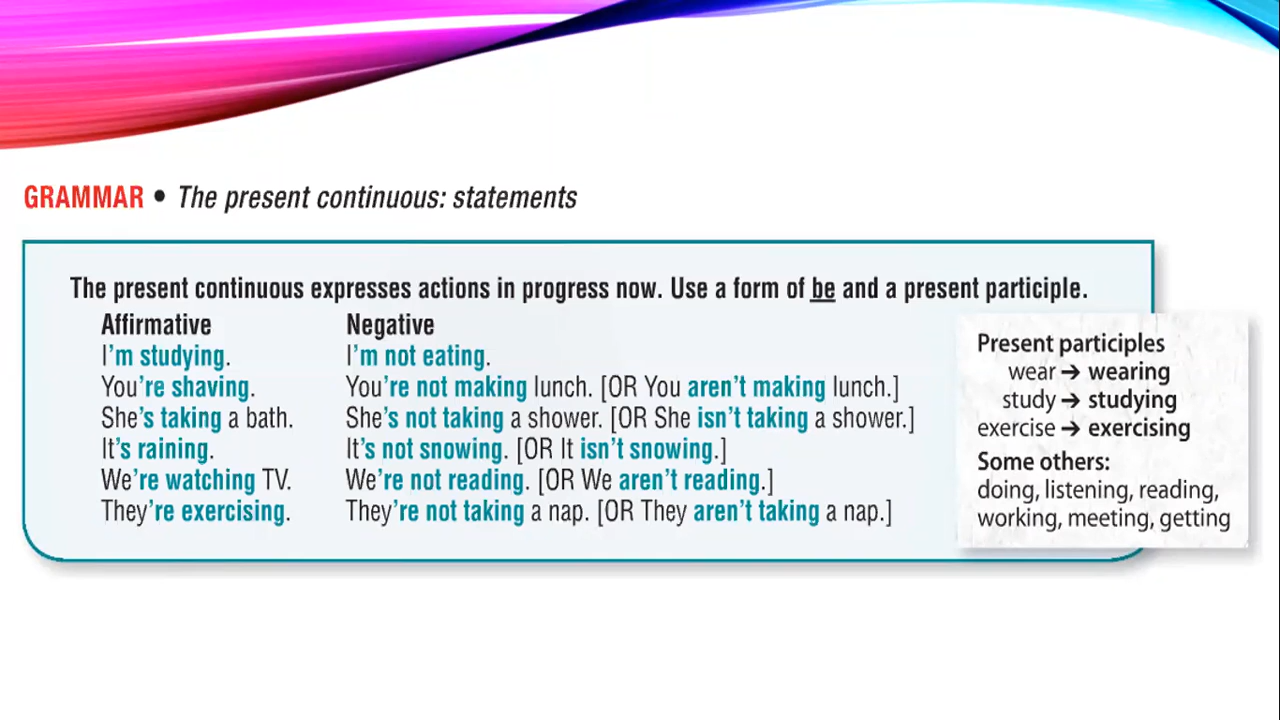 GRAMMAR • The present continuous: statements
The present continuous expresses actions in progress now. Use a form of be and a present participle.
Affirmative
I'm studying.
You're shaving.
She's taking a bath.
It's raining.
We're watching TV.
They're exercising.
Negative
I'm not eating.
You're not making lunch. [OR You aren't making lunch.]
She's not taking a shower. [OR She isn't taking a shower.]
It's not snowing. [OR It isn't snowing.]
We're not reading. [OR We aren't reading.]
They're not taking a nap. [OR They aren't taking a nap.]
Present participles
wear → wearing
study → studying
exercise → exercising
Some others:
doing, listening, reading,
working, meeting, getting